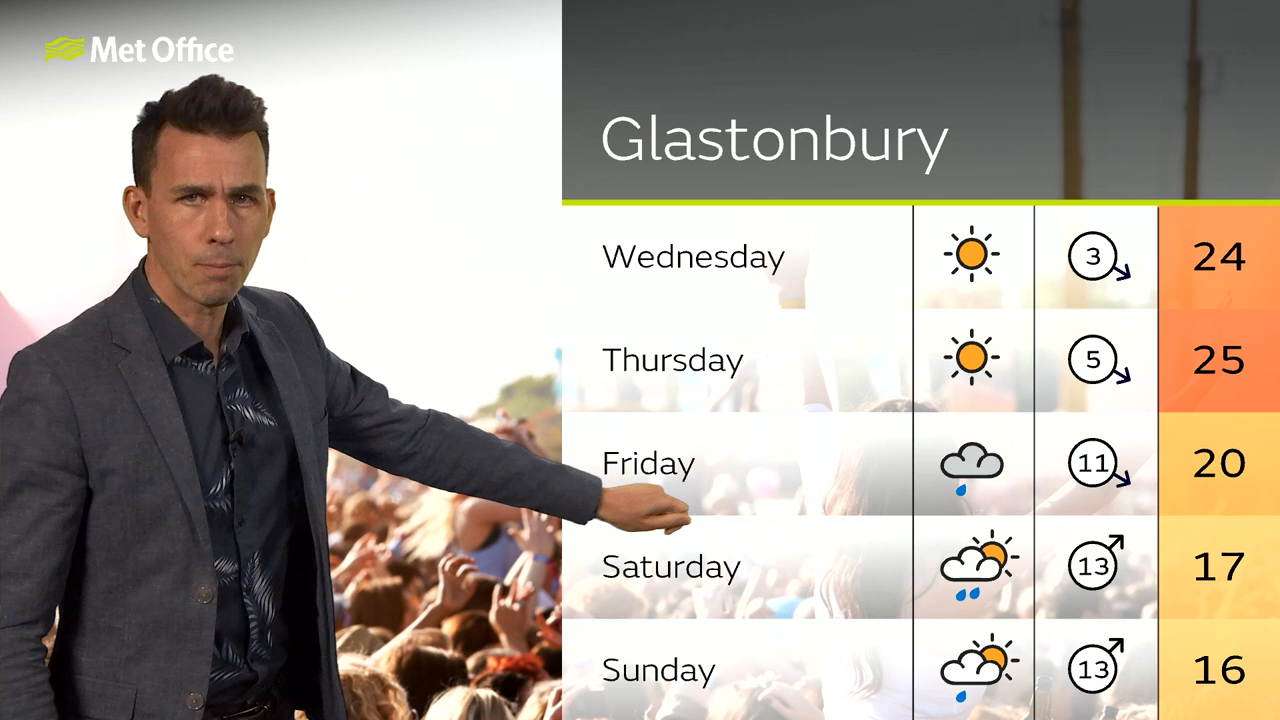 Met Office
Glastonbury
Wednesday 3 24
Thursday 5 25
Friday 11 20
Saturday 13 17
Sunday 13 16